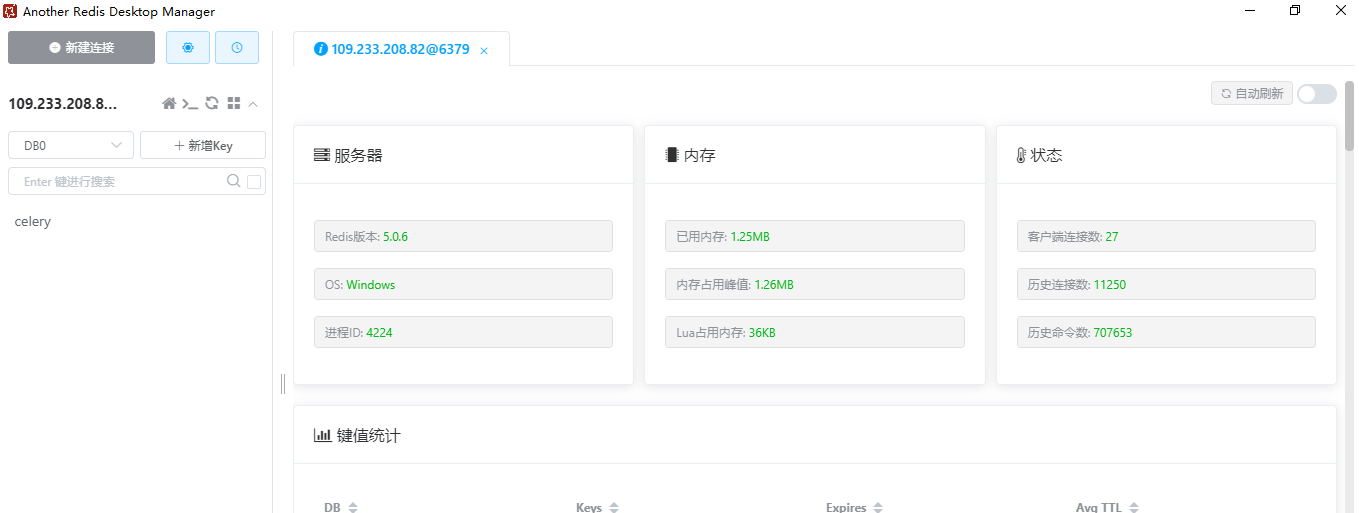 Another Redis Desktop Manager
新建连接
109.233.208.8...
DB0
新增Key
Enter 键进行搜索
celery
109.233.208.82@6379
自动刷新
服务器
Redis版本: 5.0.6
OS: Windows
进程ID: 4224
内存
已用内存: 1.25MB
内存占用峰值: 1.26MB
Lua占用内存: 36KB
状态
客户端连接数: 27
历史连接数: 11250
历史命令数: 707653
键值统计
DB Keys Expires Avg TTL